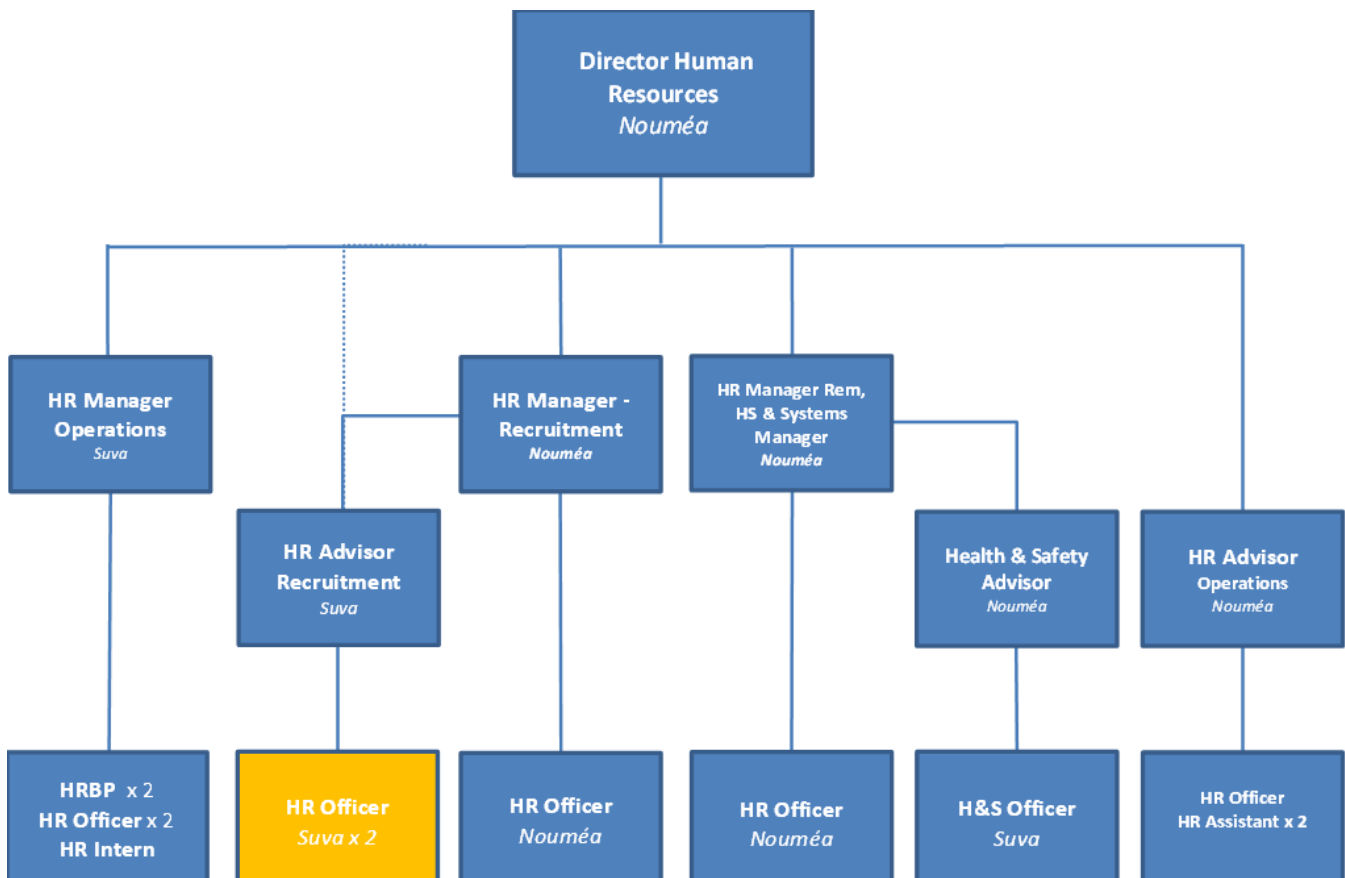 Director Human
Resources
Nouméa
HR Manager
Operations
Suva
HR Manager -
Recruitment
Nouméa
HR Manager Rem,
HS & Systems
Manager
Nouméa
HR Advisor
Recruitment
Suva
Health & Safety
Advisor
Nouméa
HR Advisor
Operations
Nouméa
HRBP x 2
HR Officer x 2
HR Intern
HR Officer
Suva x 2
HR Officer
Nouméa
HR Officer
Nouméa
H&S Officer
Suva
HR Officer
HR Assistant x 2